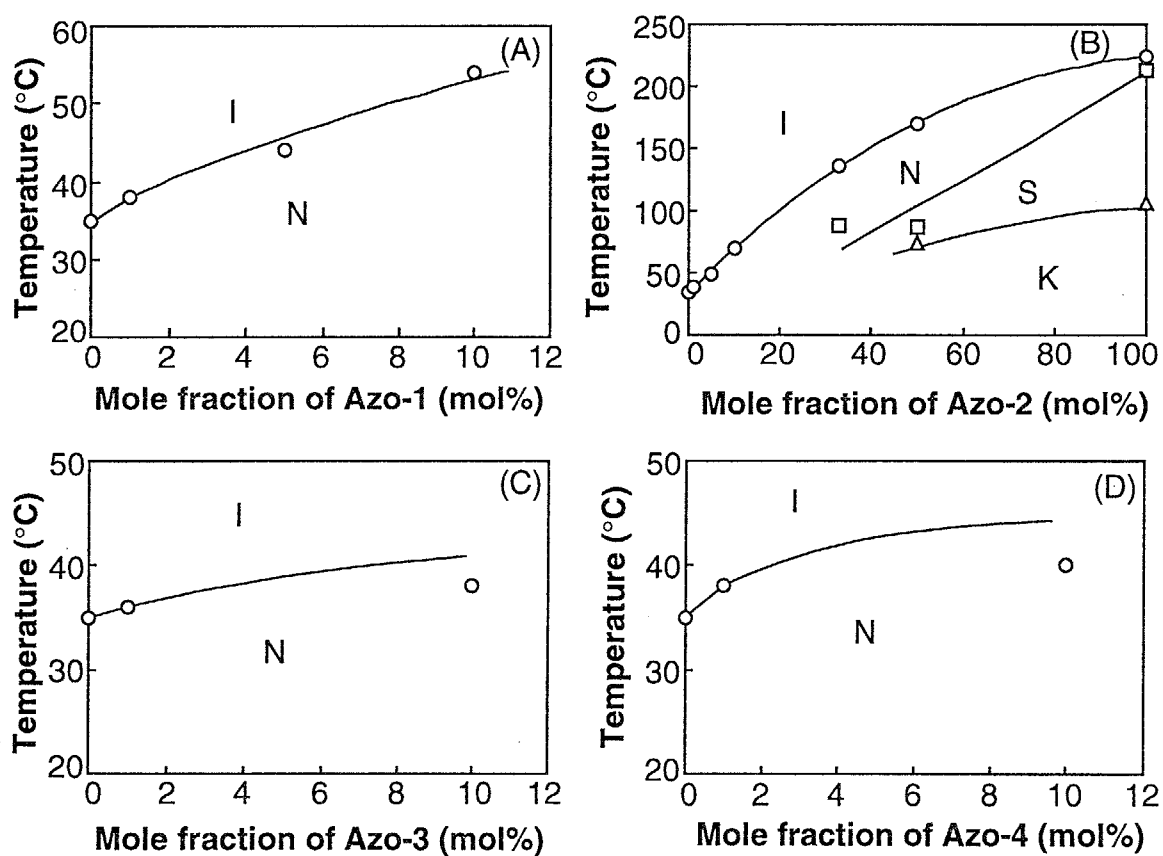 (A)
Temperature (°C)
60
50
40
30
20
I
N
0 2 4 6 8 10 12
Mole fraction of Azo-1 (mol%)
(B)
Temperature (°C)
250
200
150
100
50
0
I
N
S
K
0 20 40 60 80 100
Mole fraction of Azo-2 (mol%)
(C)
Temperature (°C)
50
40
30
20
I
N
0 2 4 6 8 10 12
Mole fraction of Azo-3 (mol%)
(D)
Temperature (°C)
50
40
30
20
I
N
0 2 4 6 8 10 12
Mole fraction of Azo-4 (mol%)